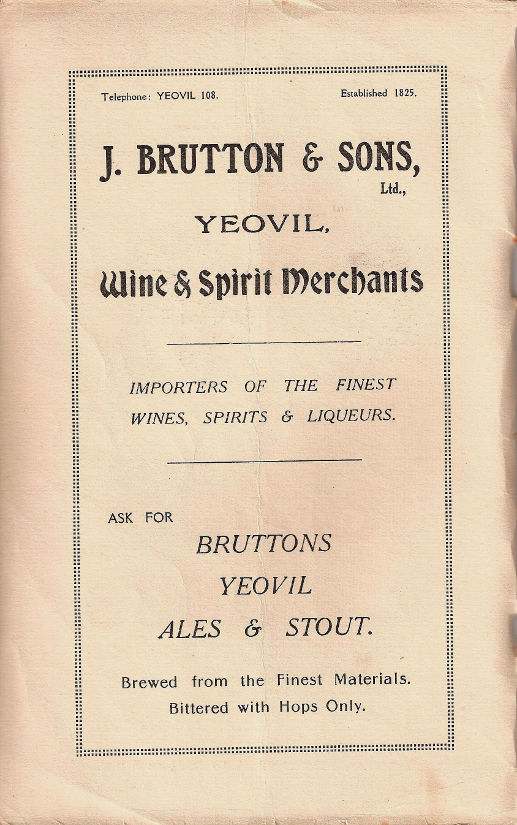 Telephone: YEOVIL 108. Established 1825.
J. BRUTTON & SONS,
Ltd.,
YEOVIL,
Wine & Spirit Merchants
IMPORTERS OF THE FINEST
WINES, SPIRITS & LIQUEURS.
ASK FOR
BRUTTONS
YEOVIL
ALES & STOUT.
Brewed from the Finest Materials.
Bittered with Hops Only.